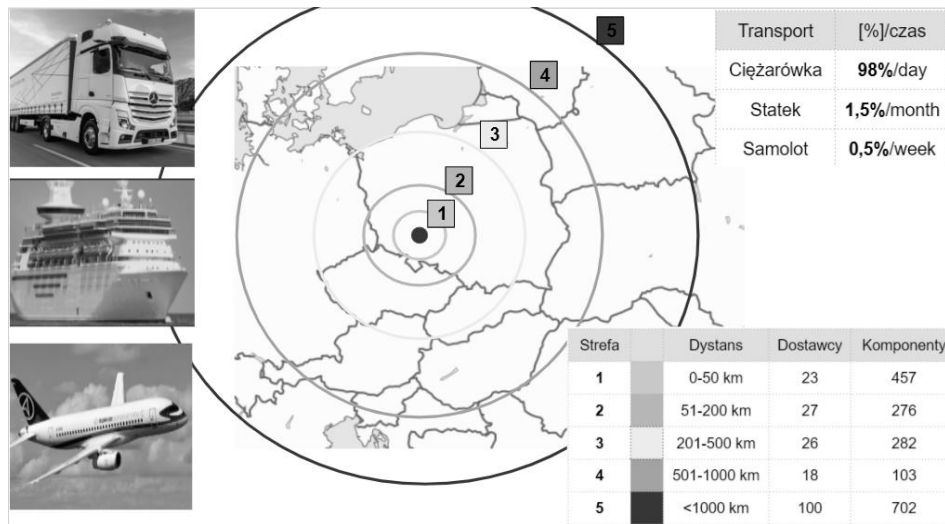 5
4
3
2
1
Transport [%]/czas
Ciężarówka 98%/day
Statek 1,5%/month
Samolot 0,5%/week
Strefa Dystans Dostawcy Komponenty
1 0-50 km 23 457
2 51-200 km 27 276
3 201-500 km 26 282
4 501-1000 km 18 103
5 <1000 km 100 702